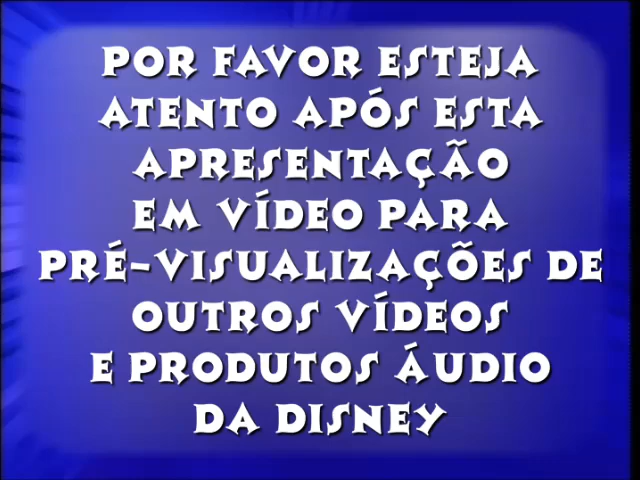 POR FAVOR ESTEJA
ATENTO APÓS ESTA
APRESENTAÇÃO
EM VÍDEO PARA
PRÉ-VISUALIZAÇÕES DE
OUTROS VÍDEOS
E PRODUTOS ÁUDIO
DA DISNEY